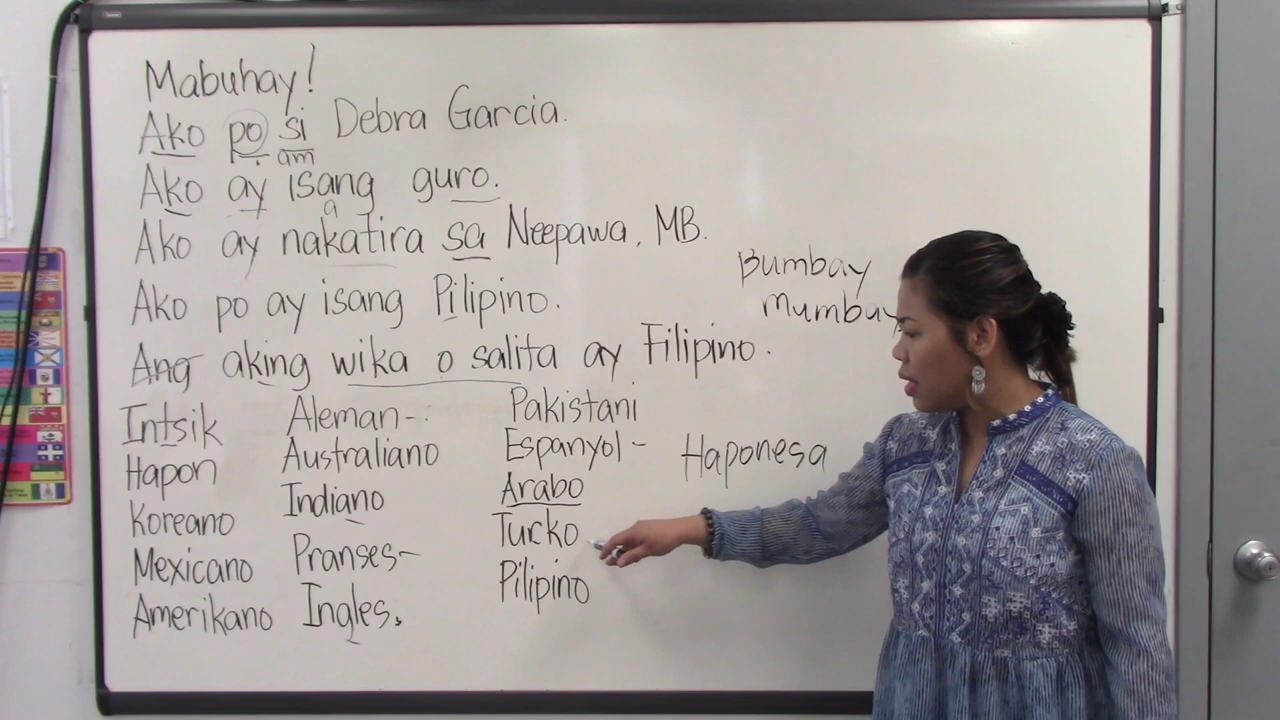 Mabuhay!
Ako po si Debra Garcia.
am
Ako ay isang guro.
a
Ako ay nakatira sa Neepawa, MB.
Ako po ay isang Pilipino.
Ang aking wika o salita ay Filipino.
Bumbay
Mumbay
Intsik
Hapon
Koreano
Mexicano
Amerikano
Aleman-
Australiano
Indiano
Pranses-
Ingles.
Pakistani
Espanyol-
Arabo
Turko
Pilipino
Haponesa